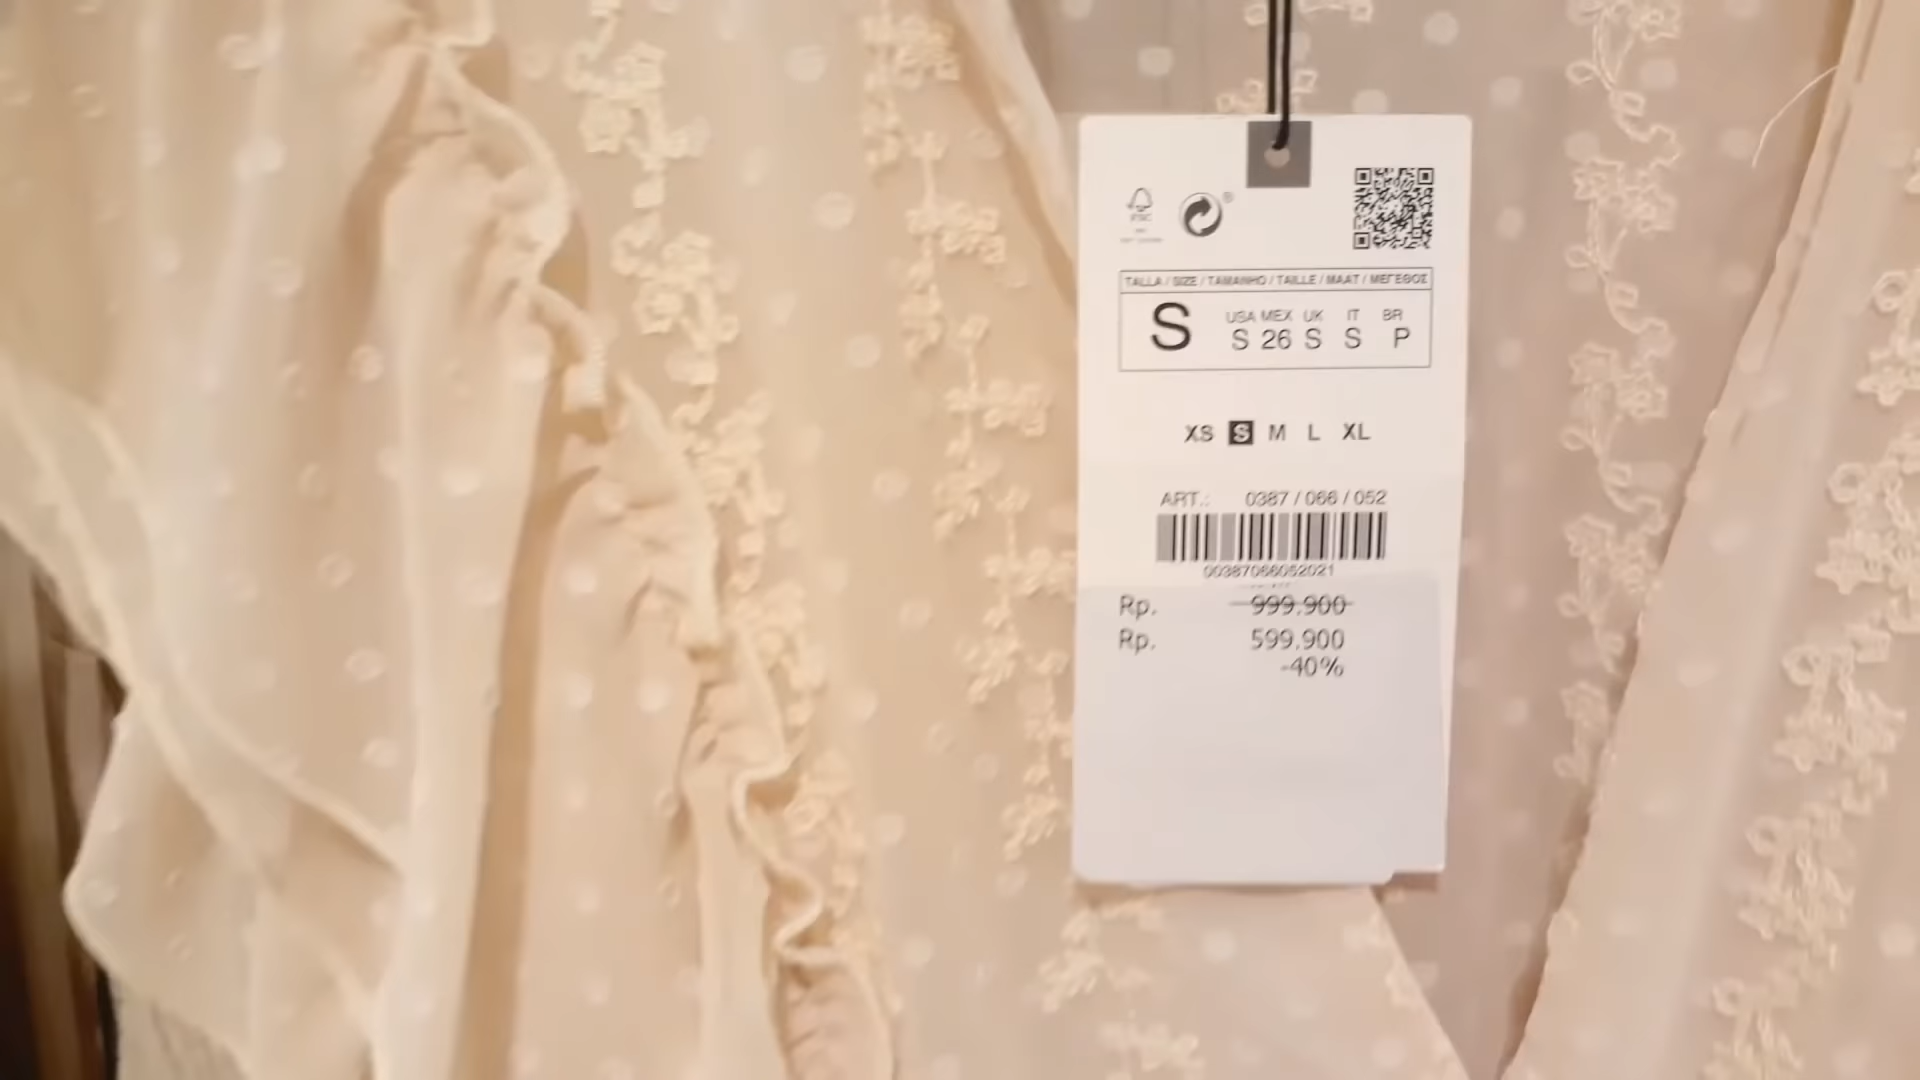 FSC
TALLA / SIZE / TAMANHO / TAILLE / MAAT / ΜΕΓΕΘΟΣ
S
USA MEX UK IT BR
S 26 S S P
XS S M L XL
ART.: 0387 / 066 / 052
00387066052021
Rp. 999.900
Rp. 599.900
-40%